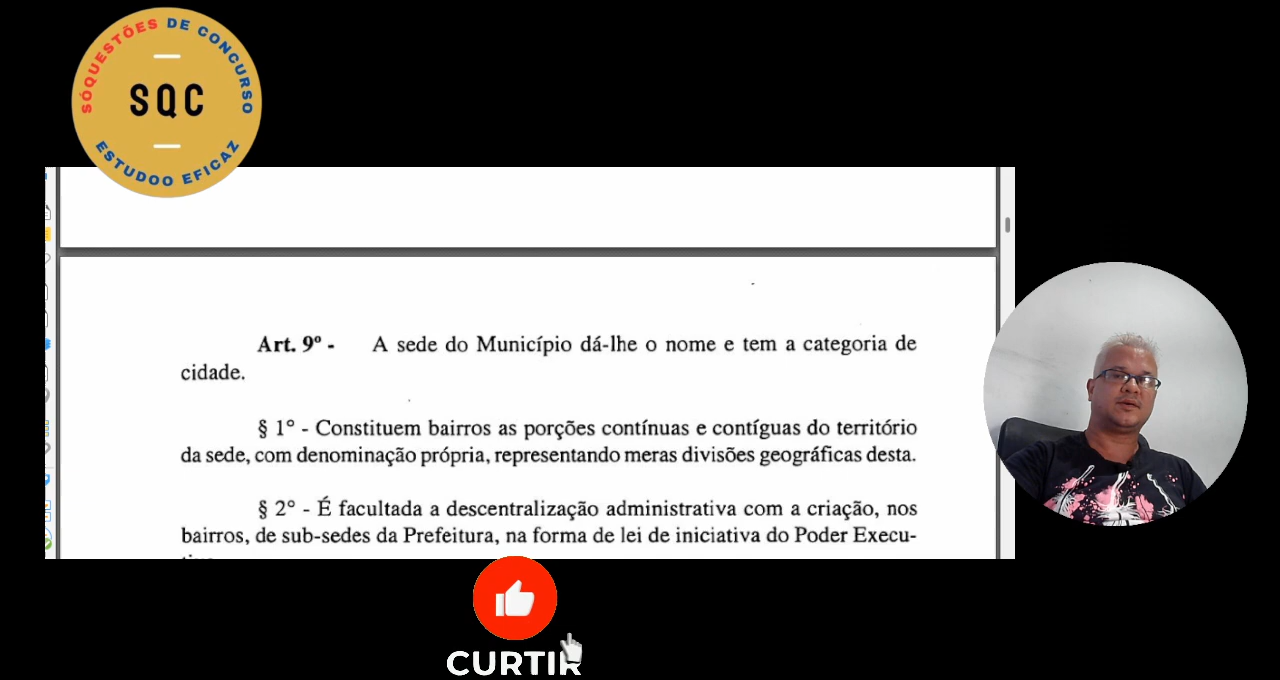 SÓQUESTÕES DE CONCURSO
SQC
ESTUDOO EFICAZ
Art. 9º - A sede do Município dá-lhe o nome e tem a categoria de
cidade.
§ 1° - Constituem bairros as porções contínuas e contíguas do território
da sede, com denominação própria, representando meras divisões geográficas desta.
§ 2° - É facultada a descentralização administrativa com a criação, nos
bairros, de sub-sedes da Prefeitura, na forma de lei de iniciativa do Poder Execu-
CURTIR